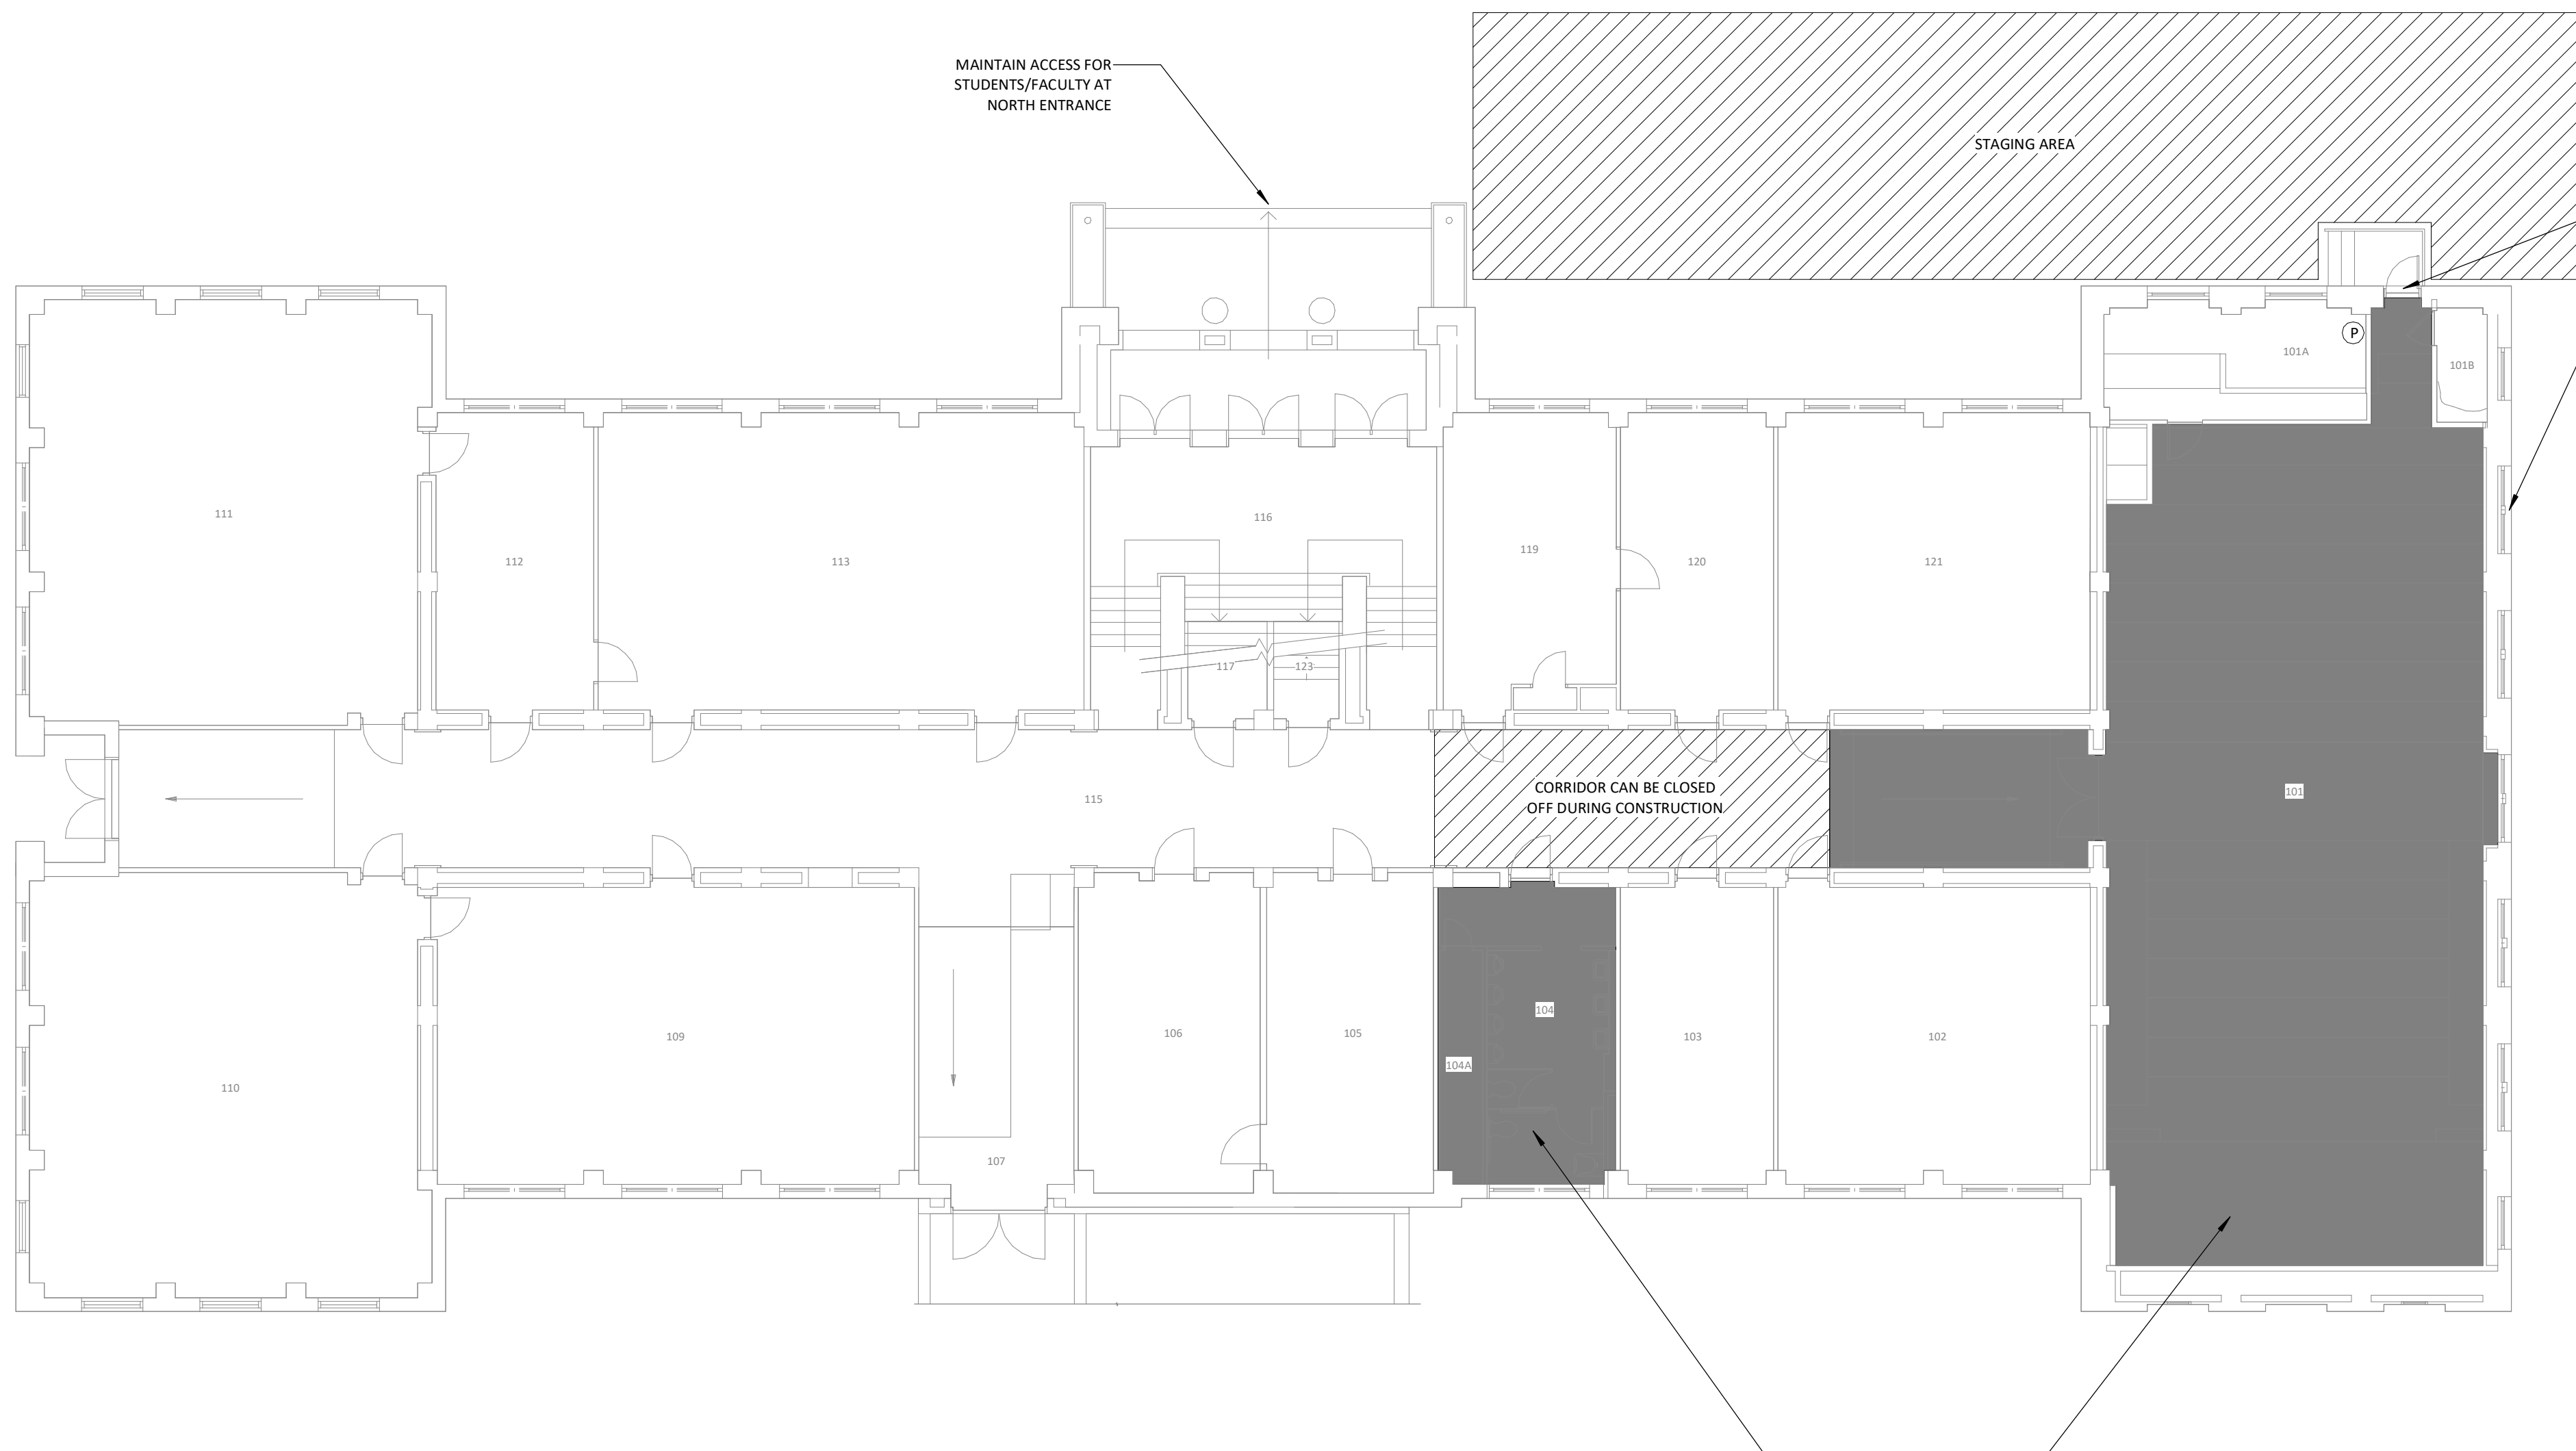 MAINTAIN ACCESS FOR
STUDENTS/FACULTY AT
NORTH ENTRANCE
STAGING AREA
P
101A
101B
111
112
113
116
119
120
121
117
123
115
CORRIDOR CAN BE CLOSED
OFF DURING CONSTRUCTION
101
104
104A
103
102
106
105
109
110
107